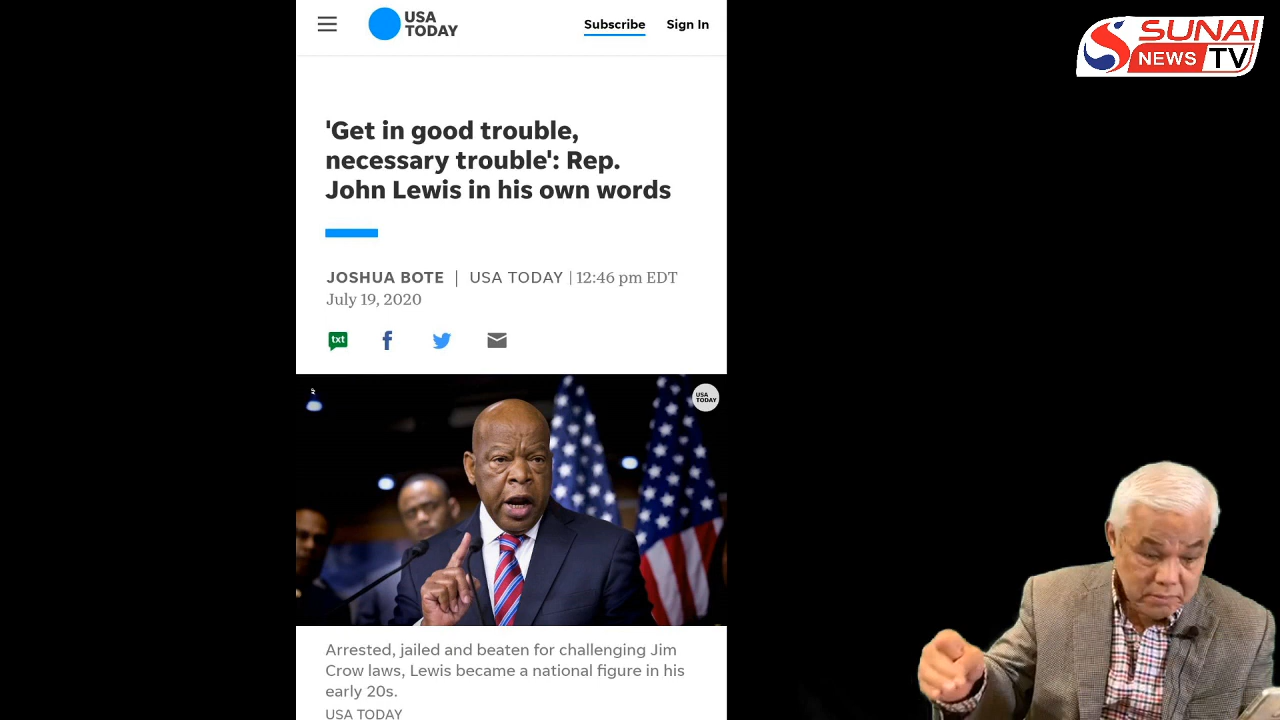 USA
TODAY
Subscribe
Sign In
SUNAI
NEWS TV
'Get in good trouble,
necessary trouble': Rep.
John Lewis in his own words
JOSHUA BOTE | USA TODAY | 12:46 pm EDT
July 19, 2020
txt
f
USA
TODAY
Arrested, jailed and beaten for challenging Jim
Crow laws, Lewis became a national figure in his
early 20s.
USA TODAY